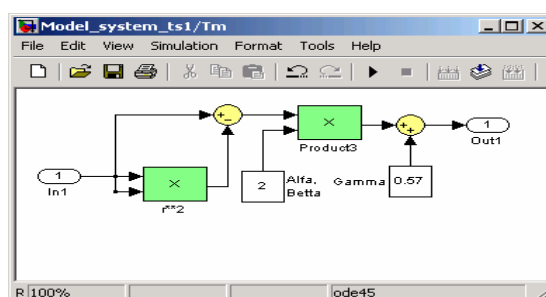 Model_system_ts1/Tm
File Edit View Simulation Format Tools Help
+-
×
Product3
++
1
Out1
1
In1
×
r**2
2
Alfa,
Betta
Gamma
0.57
R 100%
ode45